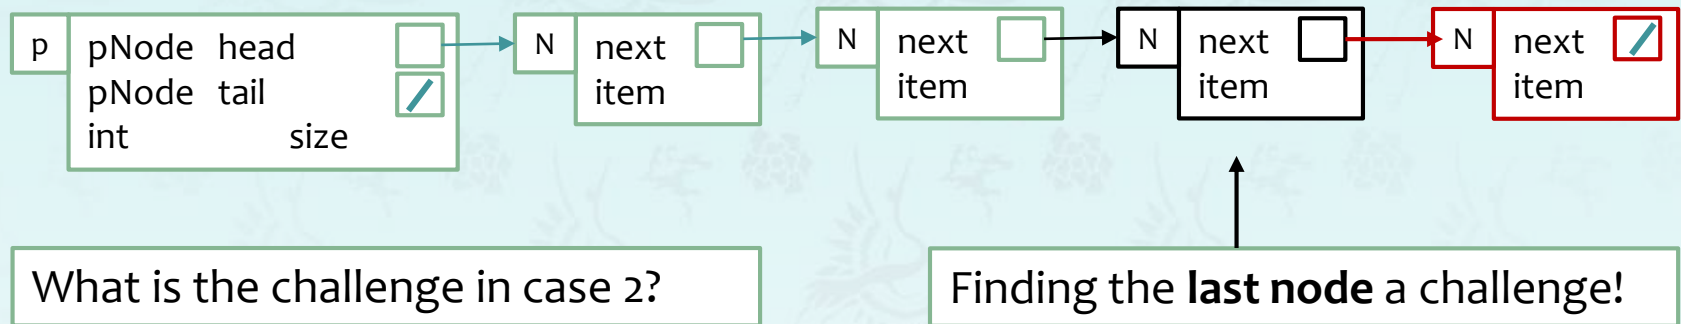 p
pNode head
pNode tail
int size
N
next
item
N
next
item
N
next
item
N
next
item
What is the challenge in case 2?
Finding the last node a challenge!